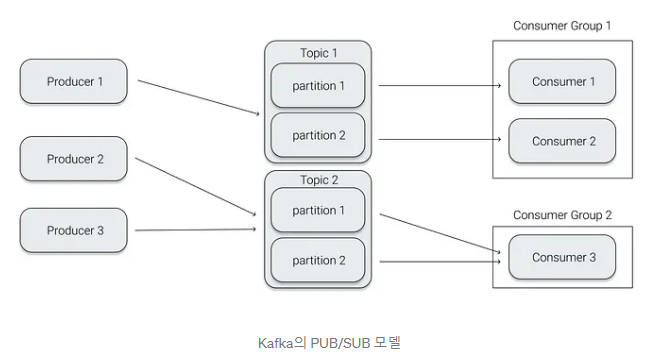 Consumer Group 1
Producer 1
Topic 1
partition 1
partition 2
Consumer 1
Consumer 2
Producer 2
Producer 3
Topic 2
partition 1
partition 2
Consumer Group 2
Consumer 3
Kafka의 PUB/SUB 모델